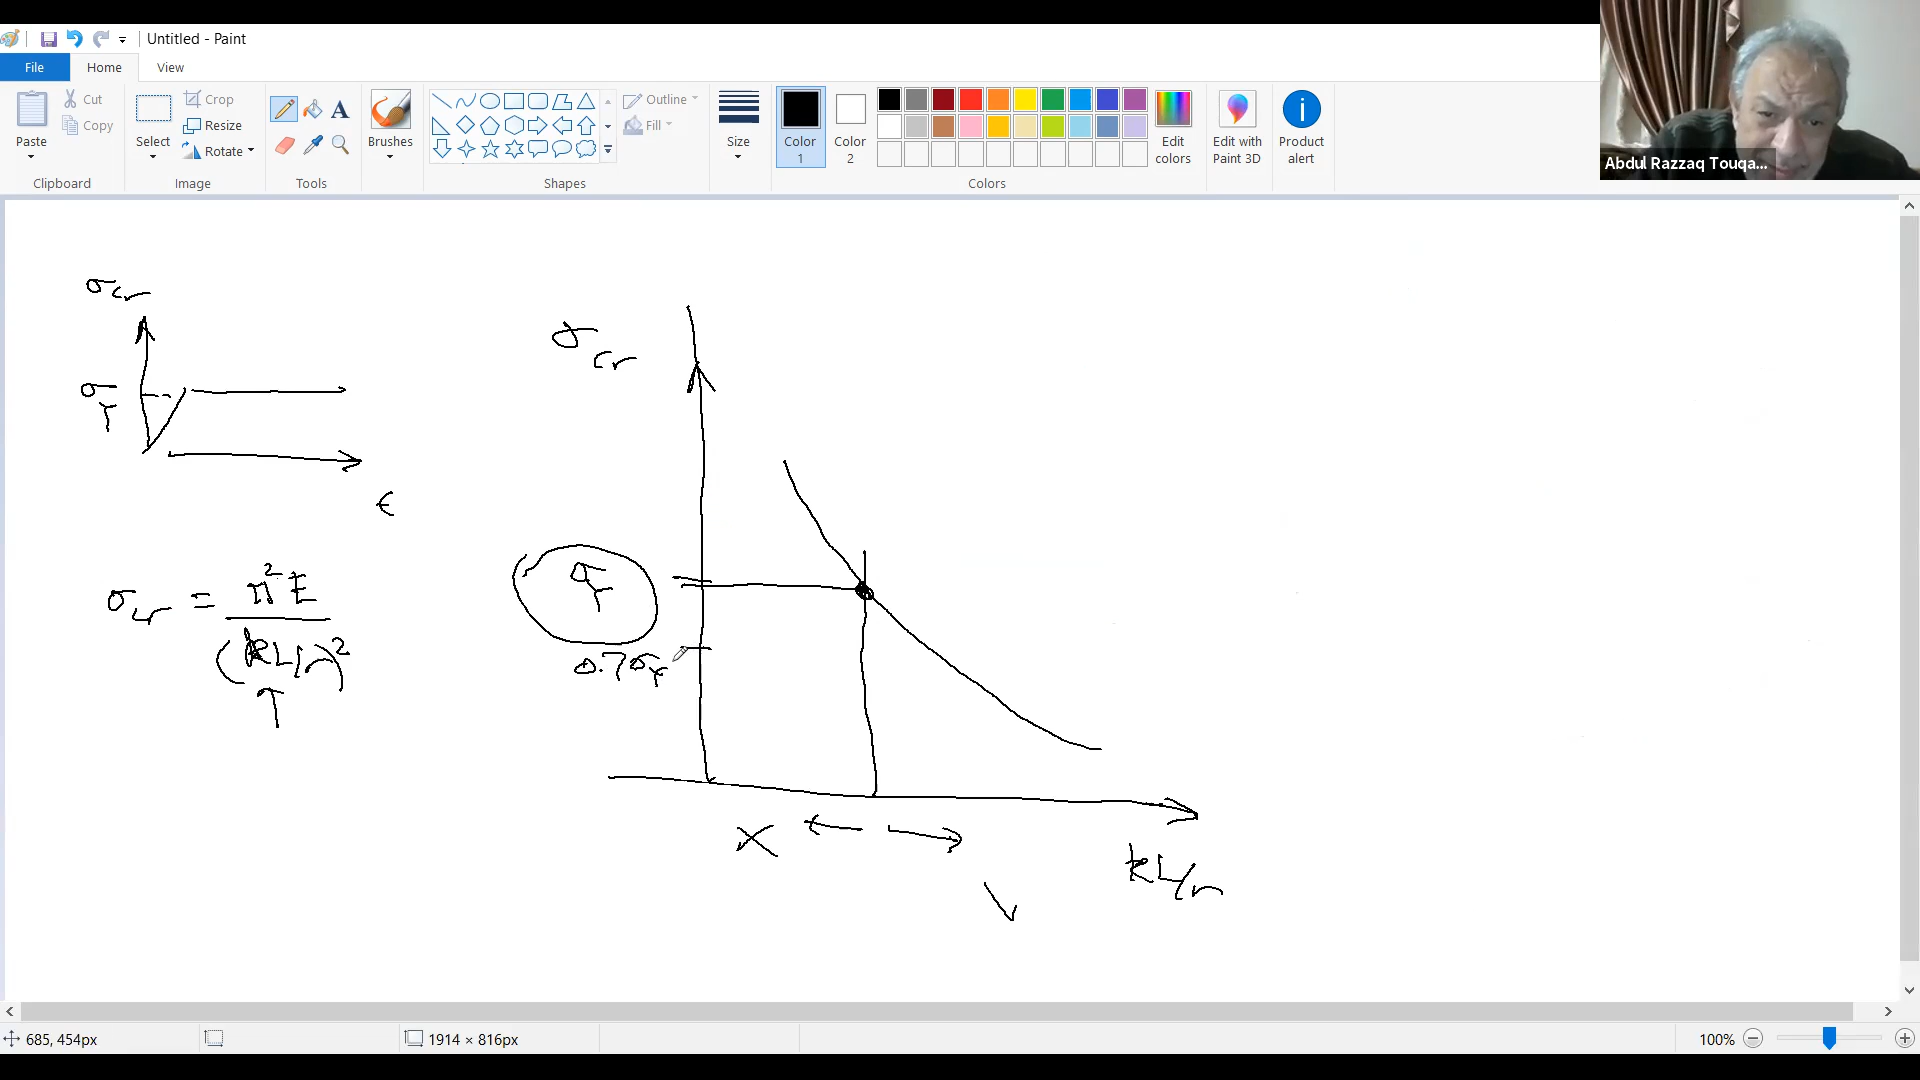 Untitled - Paint
File
Home
View
Paste
Cut
Copy
Clipboard
Select
Crop
Resize
Rotate
Image
A
Tools
Brushes
Shapes
Outline
Fill
Size
Color 1
Color 2
Edit colors
Colors
Edit with Paint 3D
i
Product alert
Abdul Razzaq Touqa...
σcr
σY
ϵ
σcr = π²E
(kL/r)²
σcr
σY
0.7σY
X
kL/r
685, 454px
1914 × 816px
100%